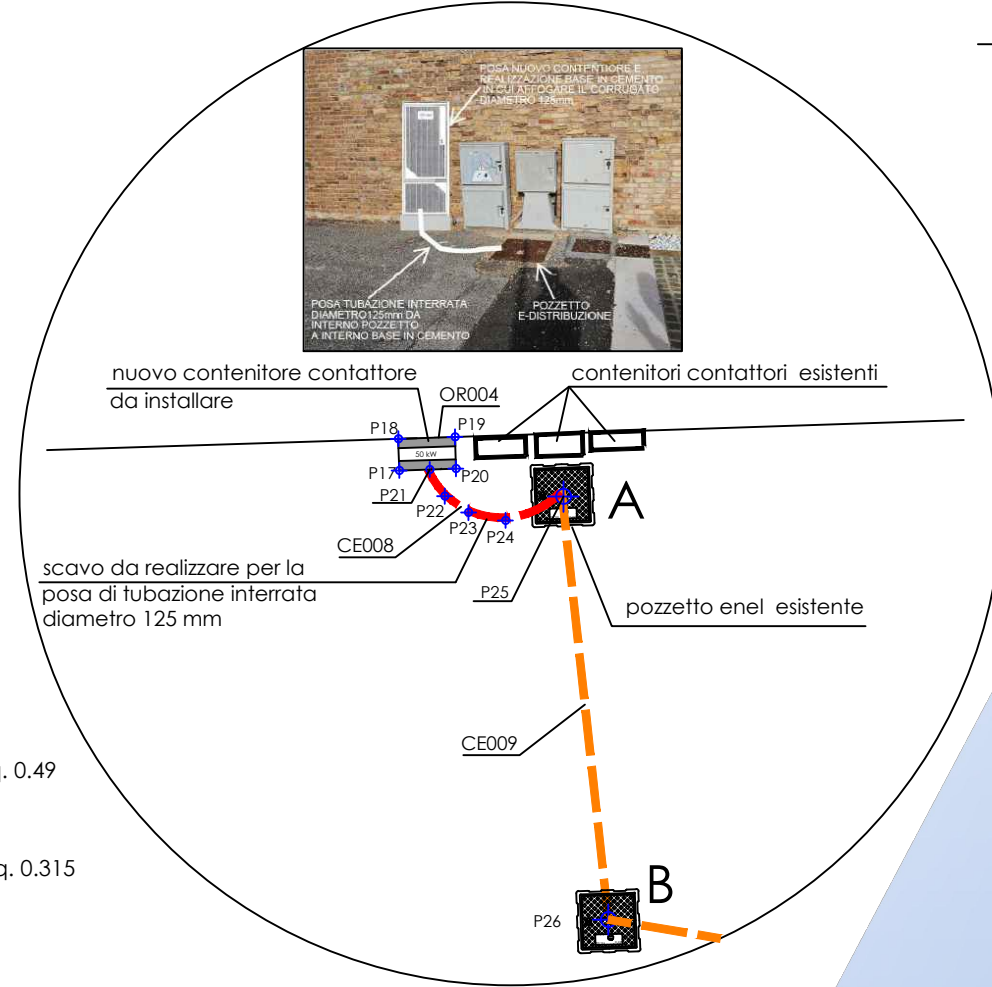 POSA NUOVO CONTENTIORE E
REALIZZAZIONE BASE IN CEMENTO
IN CUI AFFOGARE IL CORRUGATO
DIAMETRO 125mm
POSA TUBAZIONE INTERRATA
DIAMETRO125mm DA
INTERNO POZZETTO
A INTERNO BASE IN CEMENTO
POZZETTO
E-DISTRIBUZIONE
nuovo contenitore contattore
da installare
contenitori contattori esistenti
OR004
P18
P19
50 kW
P17
P20
P21
P22
P23
P24
A
CE008
scavo da realizzare per la
posa di tubazione interrata
diametro 125 mm
P25
pozzetto enel esistente
CE009
q. 0.49
q. 0.315
B
P26